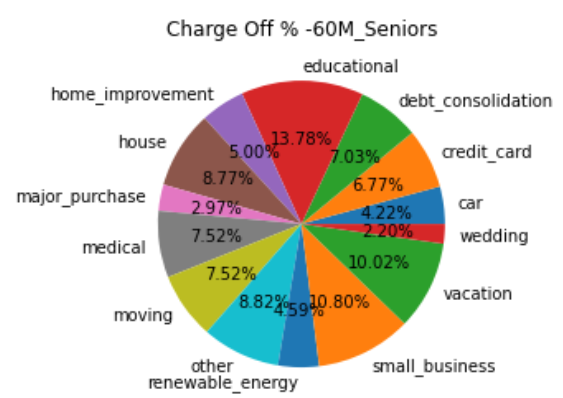 Charge Off % -60M_Seniors
educational
home_improvement
debt_consolidation
house
credit_card
major_purchase
car
wedding
medical
vacation
moving
other
small_business
renewable_energy
13.78%
5.00%
7.03%
8.77%
6.77%
2.97%
4.22%
2.20%
7.52%
10.02%
7.52%
8.82%
4.59%
10.80%